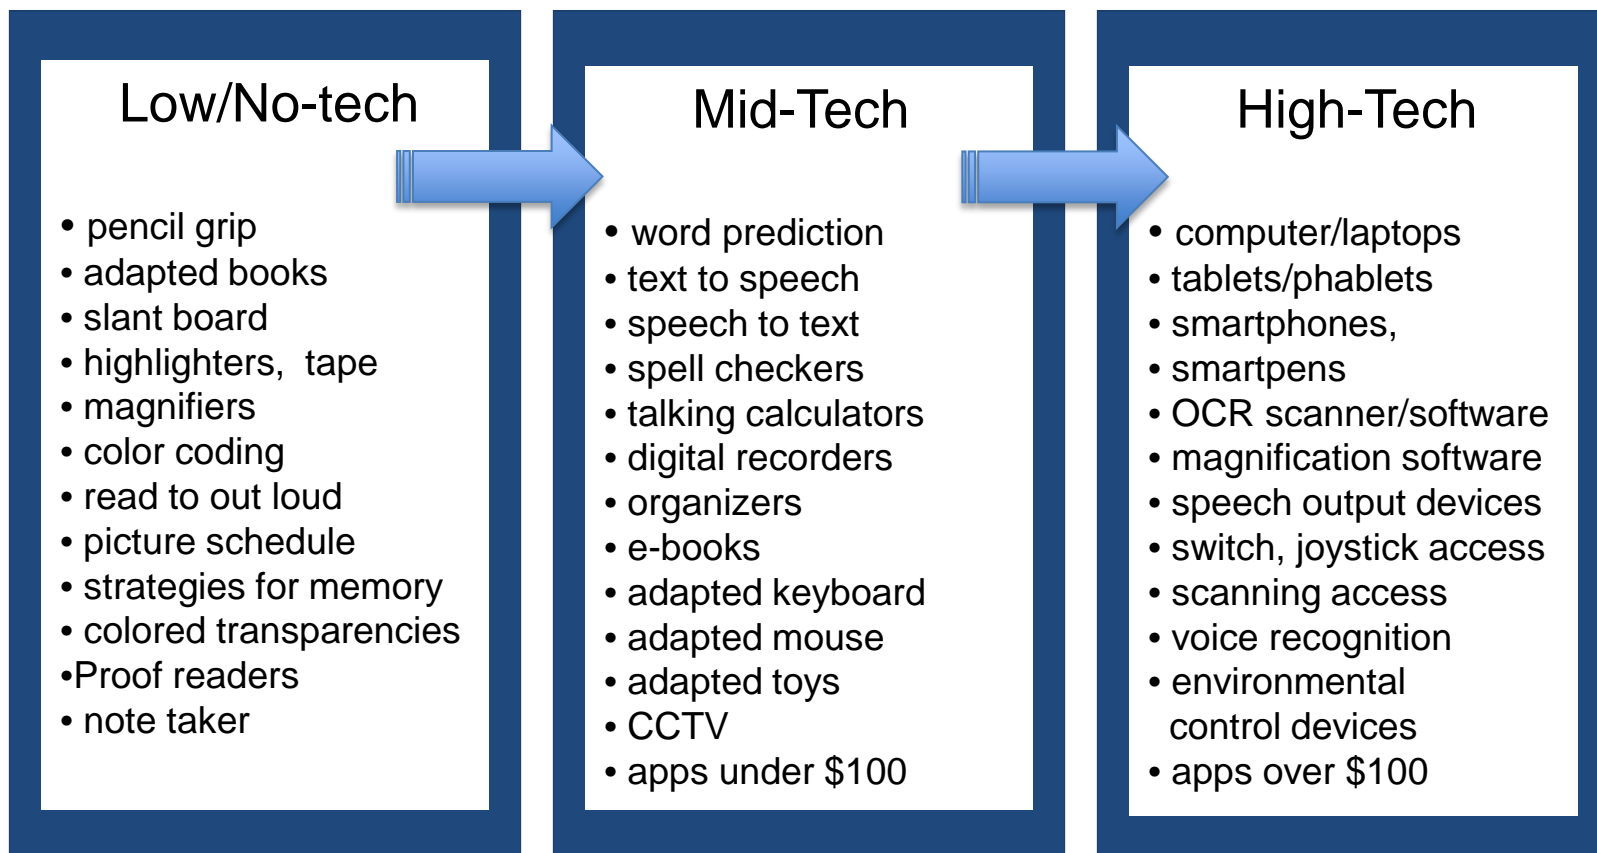 Low/No-tech
• pencil grip
• adapted books
• slant board
• highlighters,  tape
• magnifiers
• color coding
• read to out loud
• picture schedule
• strategies for memory
• colored transparencies
•Proof readers
• note taker
Mid-Tech
• word prediction
• text to speech
• speech to text
• spell checkers
• talking calculators
• digital recorders
• organizers
• e-books
• adapted keyboard
• adapted mouse
• adapted toys
• CCTV
• apps under $100
High-Tech
• computer/laptops
• tablets/phablets
• smartphones,
• smartpens
• OCR scanner/software
• magnification software
• speech output devices
• switch, joystick access
• scanning access
• voice recognition
• environmental
control devices
• apps over $100